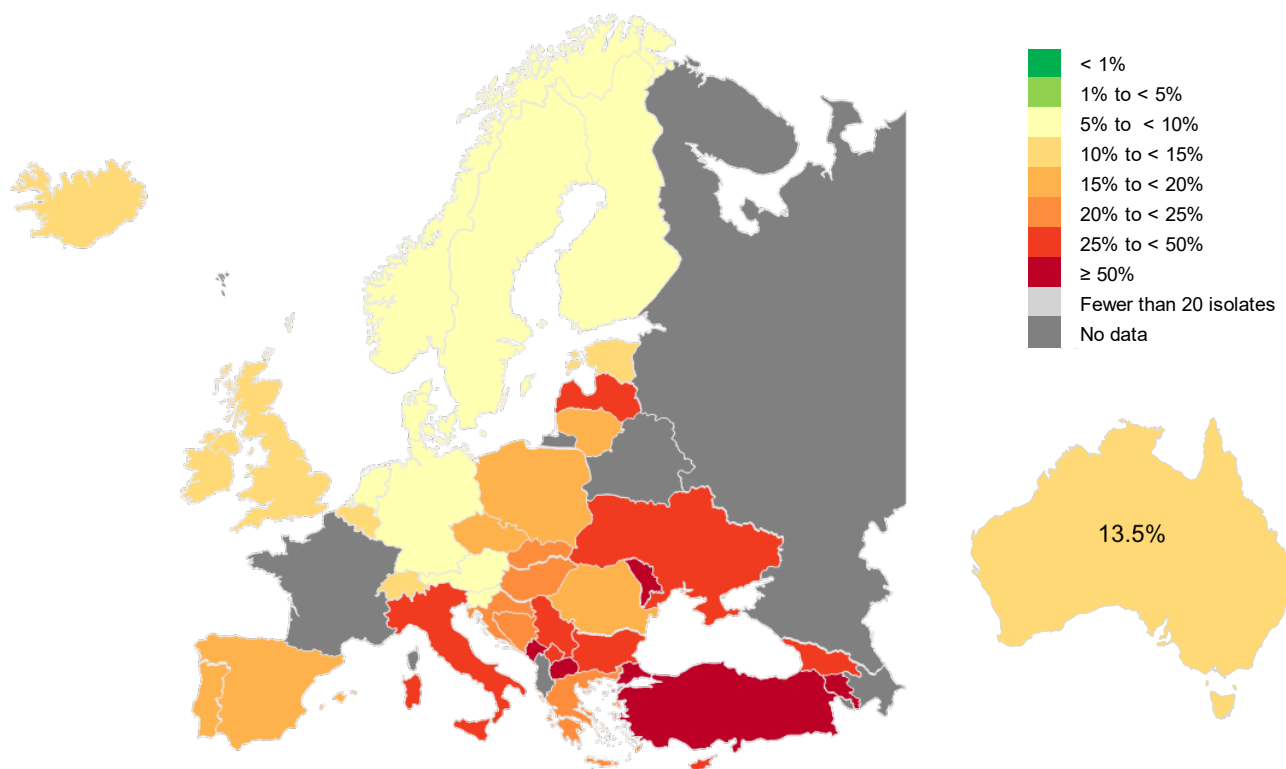 < 1%
1% to < 5%
5% to < 10%
10% to < 15%
15% to < 20%
20% to < 25%
25% to < 50%
≥ 50%
Fewer than 20 isolates
No data
13.5%